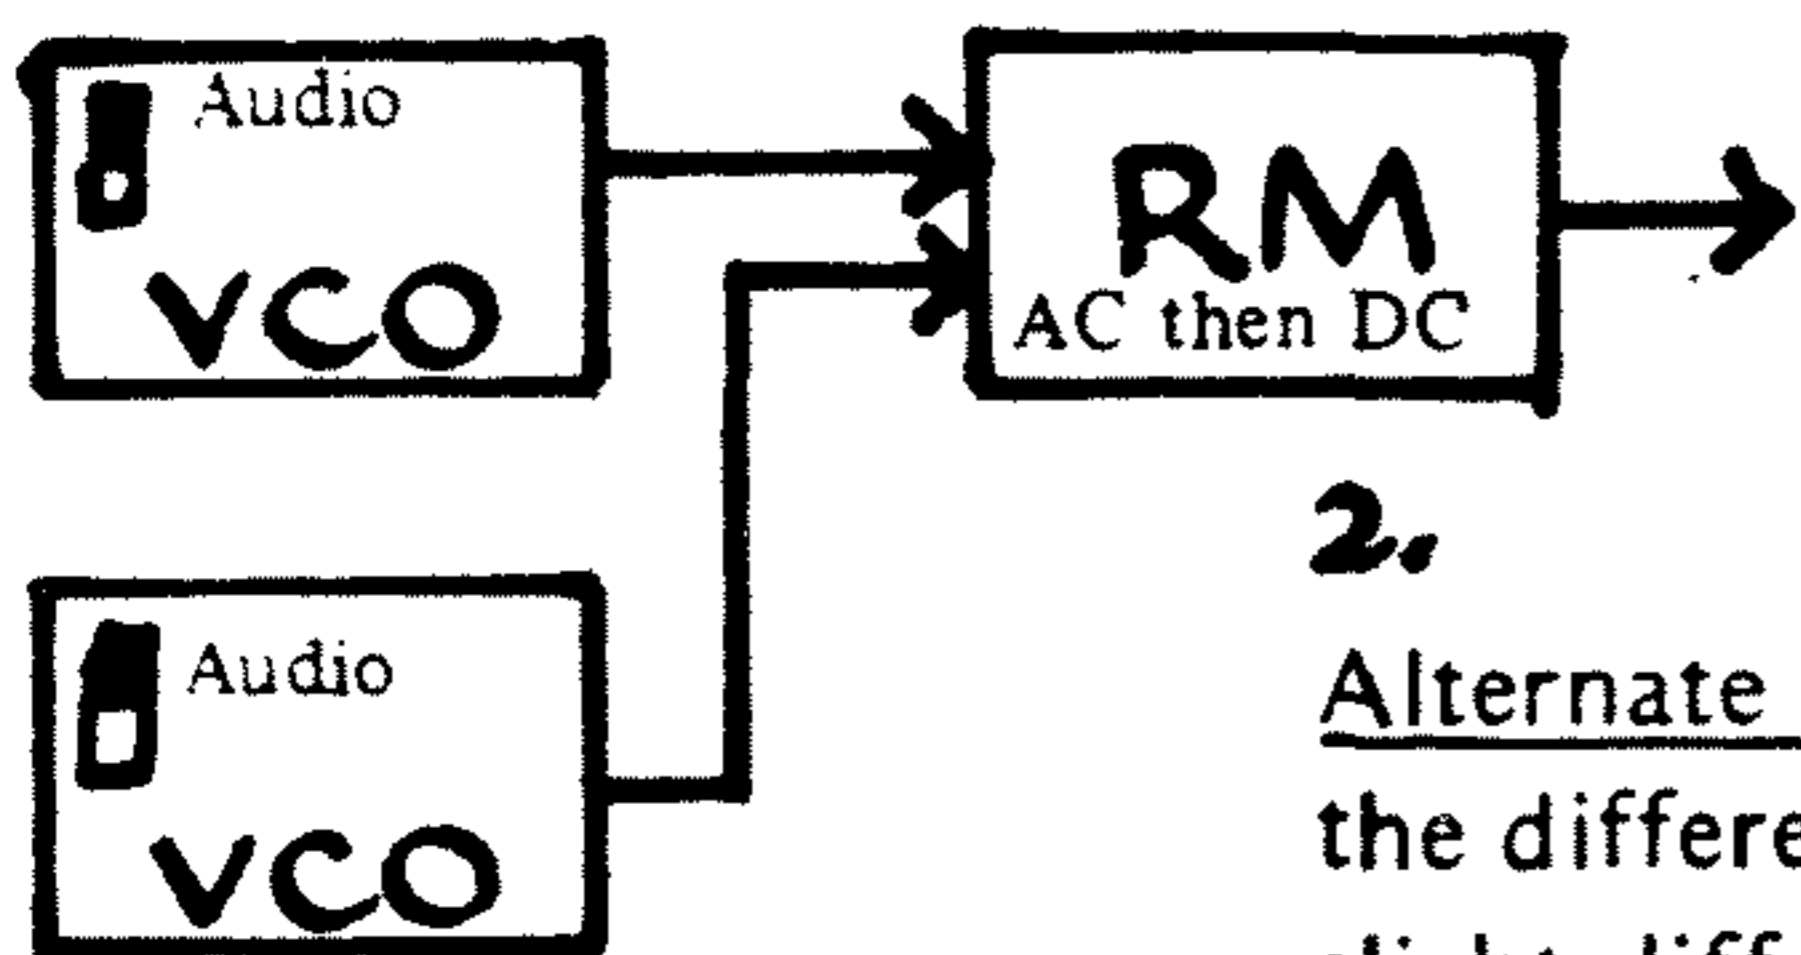 Audio
VCO
RM
AC then DC
Audio
VCO
2.
Alternate
the differe